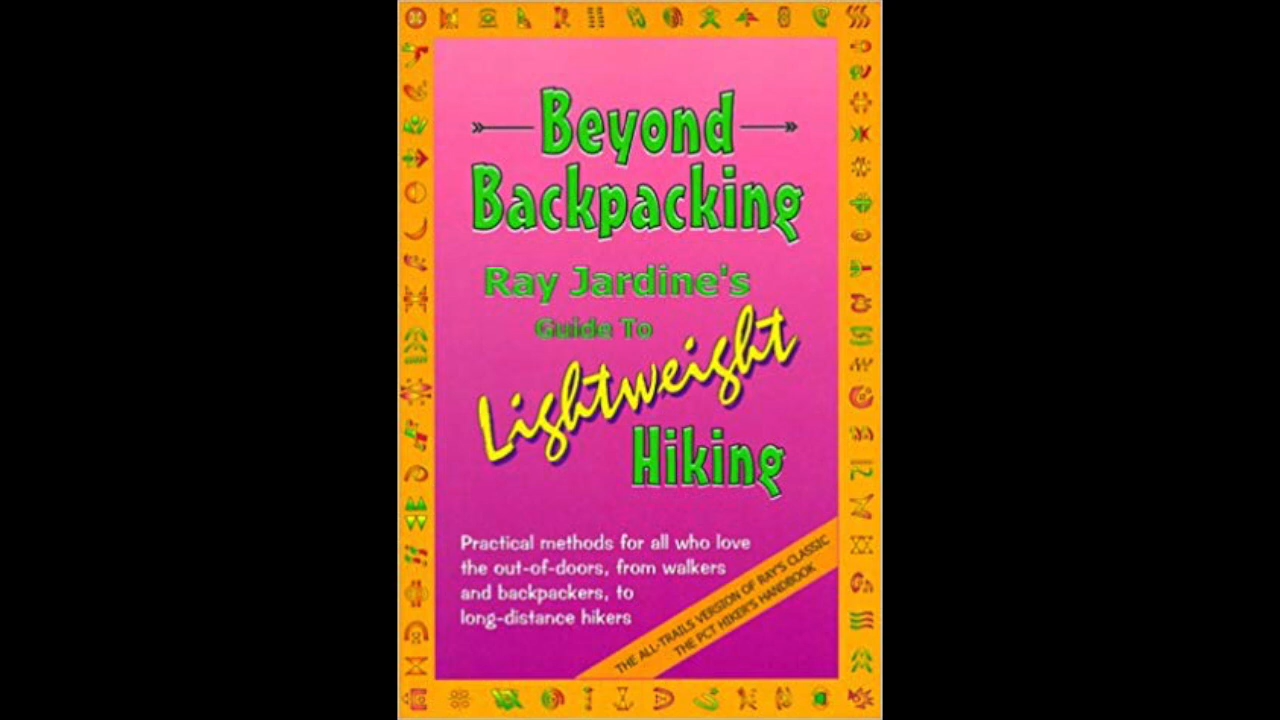 Beyond
Backpacking
Ray Jardine's
Guide To
Lightweight
Hiking
Practical methods for all who love
the out-of-doors, from walkers
and backpackers, to
long-distance hikers
THE ALL-TRAILS VERSION OF RAY'S CLASSIC
THE PCT HIKER'S HANDBOOK